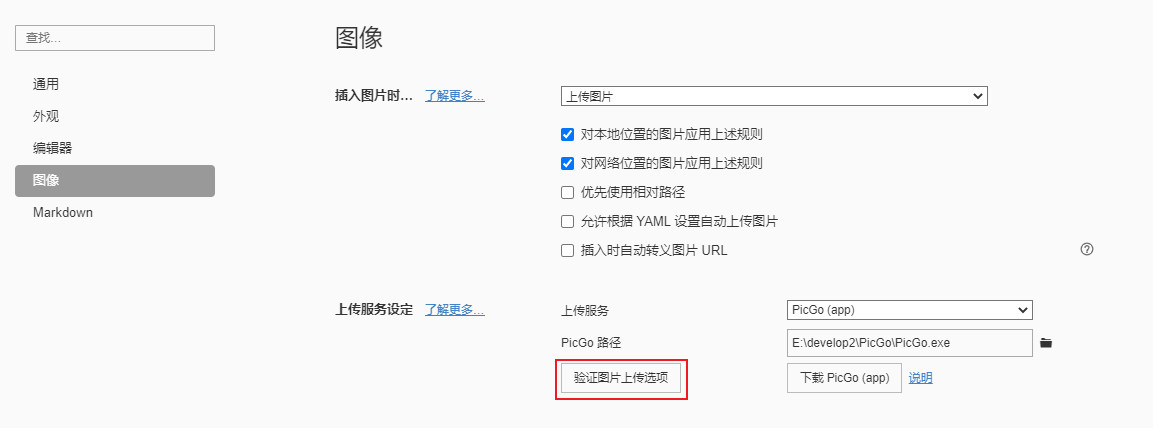 查找...
通用
外观
编辑器
图像
Markdown
图像
插入图片时... 了解更多... 上传图片
对本地位置的图片应用上述规则
对网络位置的图片应用上述规则
优先使用相对路径
允许根据 YAML 设置自动上传图片
插入时自动转义图片 URL
上传服务设定 了解更多... 上传服务 PicGo (app)
PicGo 路径 E:\develop2\PicGo\PicGo.exe
验证图片上传选项 下载 PicGo (app) 说明